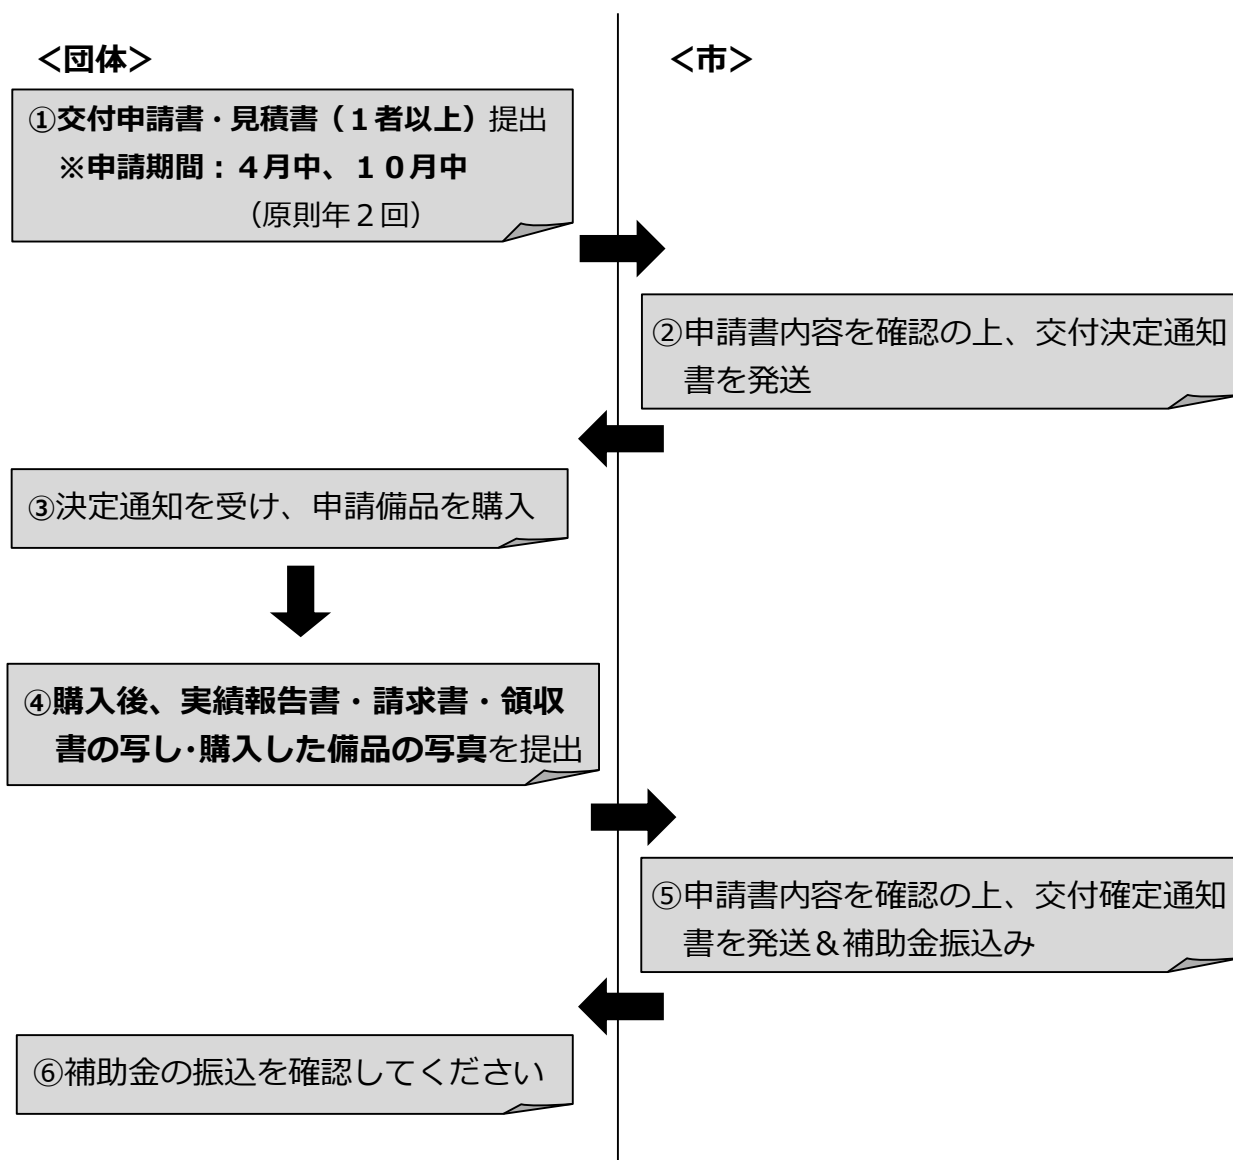 ＜団体＞
＜市＞
①交付申請書・見積書（１者以上）提出
※申請期間：４月中、１０月中
（原則年２回）
②申請書内容を確認の上、交付決定通知
書を発送
③決定通知を受け、申請備品を購入
④購入後、実績報告書・請求書・領収
書の写し･購入した備品の写真を提出
⑤申請書内容を確認の上、交付確定通知
書を発送＆補助金振込み
⑥補助金の振込を確認してください